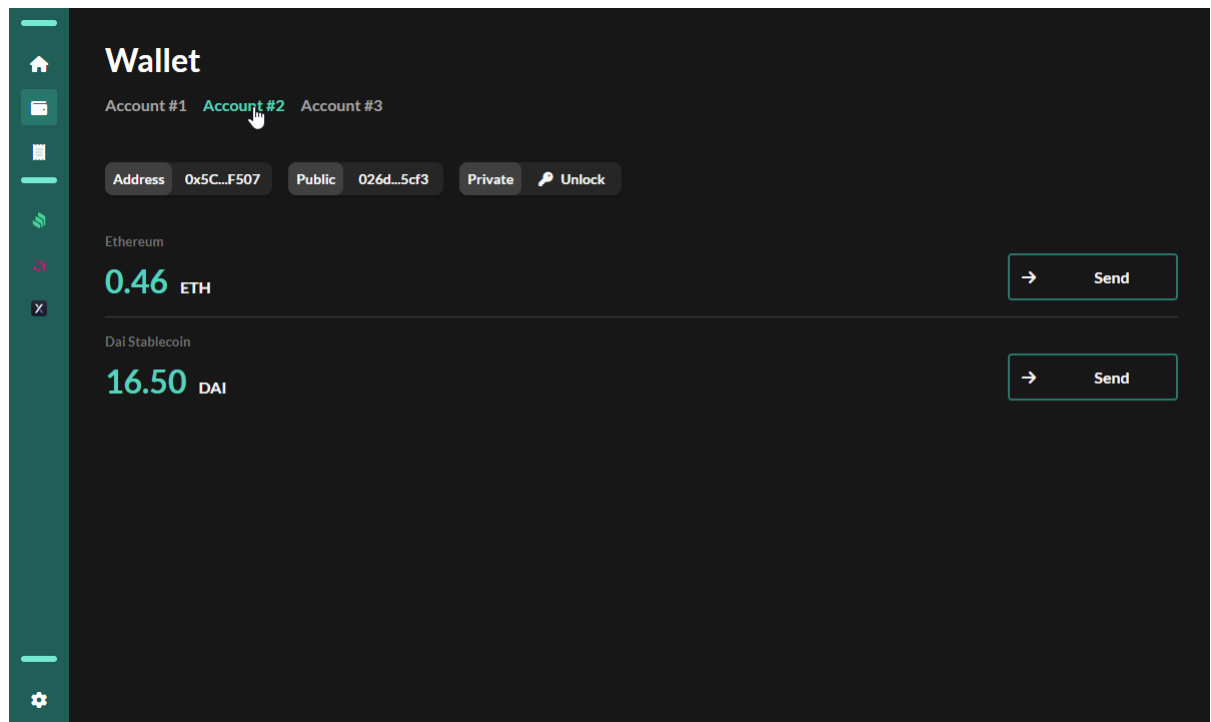 Wallet
Account #1 Account #2 Account #3
Address 0x5C...F507 Public 026d...5cf3 Private Unlock
Ethereum
0.46 ETH
Send
Dai Stablecoin
16.50 DAI
Send